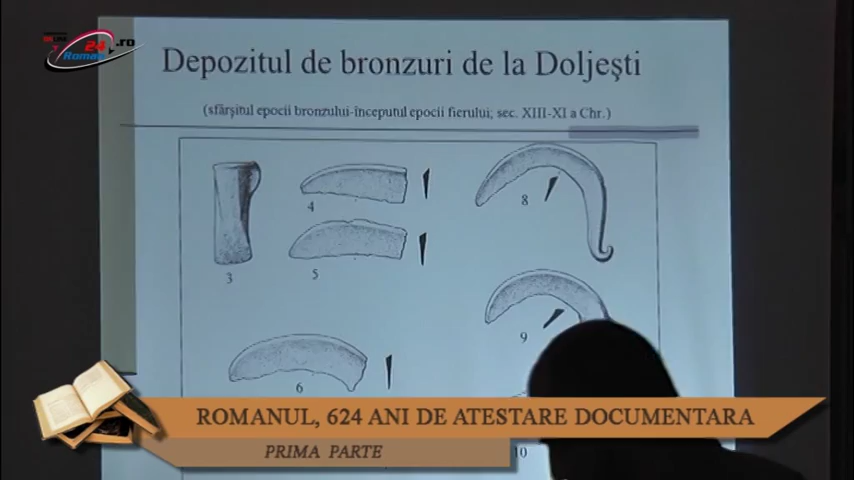 24 .ro
Roman
Depozitul de bronzuri de la Doljeşti
(sfârşitul epocii bronzului-începutul epocii fierului; sec. XIII-XI a Chr.)
3
4
5
6
8
9
10
ROMANUL, 624 ANI DE ATESTARE DOCUMENTARA
PRIMA PARTE